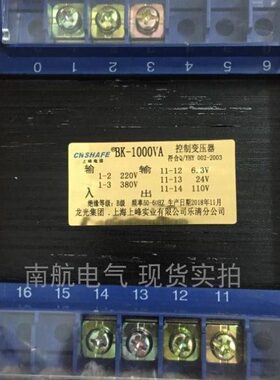 0 1 2 3 4 5 6
CNSHAFE BK-1000VA 控制变压器
上峰电源 符合Q/YHY 002-2003
输 输 11-12 6.3V
1-2 220V 11-13 24V
1-3 380V 11-14 110V
入 出
绝缘等级:B级 频率50-60HZ 生产日期2018年11月
龙光集团.上海上峰实业有限公司乐清分公司
南航电气 现货实拍
16 15 14 13 12 11